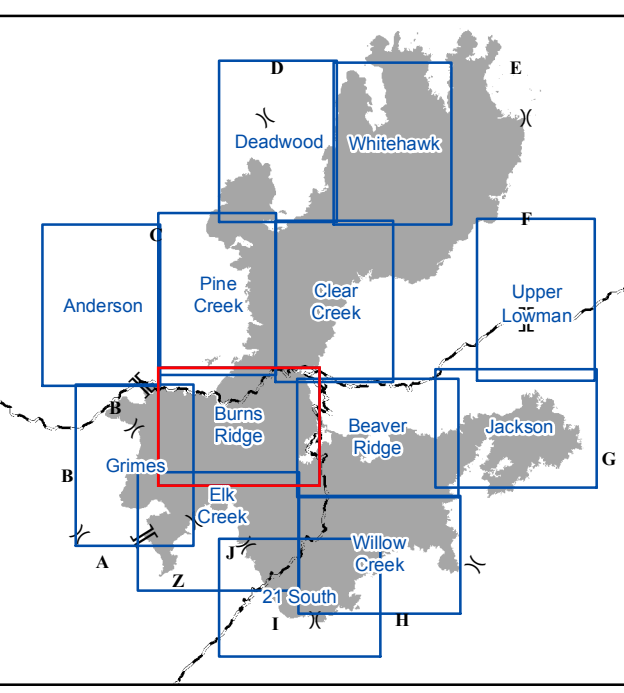 D
E
Deadwood
Whitehawk
F
C
Pine
Creek
Clear
Creek
Anderson
Upper
Lowman
B
Burns
Ridge
Beaver
Ridge
Jackson
G
B
Grimes
Elk
Creek
J
Willow
Creek
A
Z
21 South
I
H